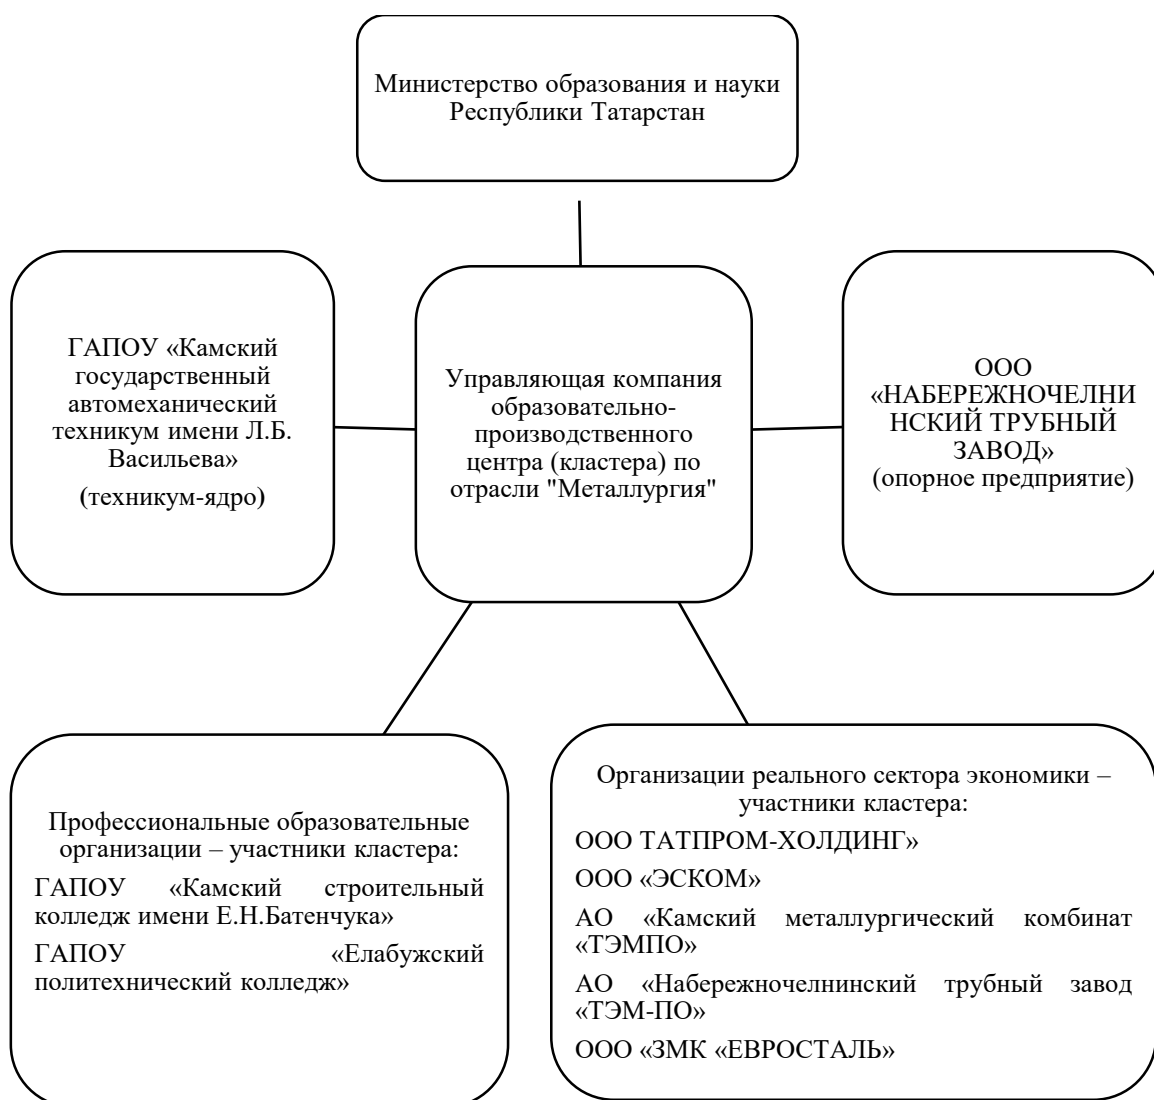 Министерство образования и науки
Республики Татарстан
ГАПОУ «Камский
государственный
автомеханический
техникум имени Л.Б.
Васильева»
(техникум-ядро)
Управляющая компания
образовательно-
производственного
центра (кластера) по
отрасли "Металлургия"
ООО
«НАБЕРЕЖНОЧЕЛНИ
НСКИЙ ТРУБНЫЙ
ЗАВОД»
(опорное предприятие)
Профессиональные образовательные
организации – участники кластера:
ГАПОУ «Камский строительный
колледж имени Е.Н.Батенчука»
ГАПОУ «Елабужский
политехнический колледж»
Организации реального сектора экономики –
участники кластера:
ООО ТАТПРОМ-ХОЛДИНГ»
ООО «ЭСКОМ»
АО «Камский металлургический комбинат
«ТЭМПО»
АО «Набережночелнинский трубный завод
«ТЭМ-ПО»
ООО «ЗМК «ЕВРОСТАЛЬ»